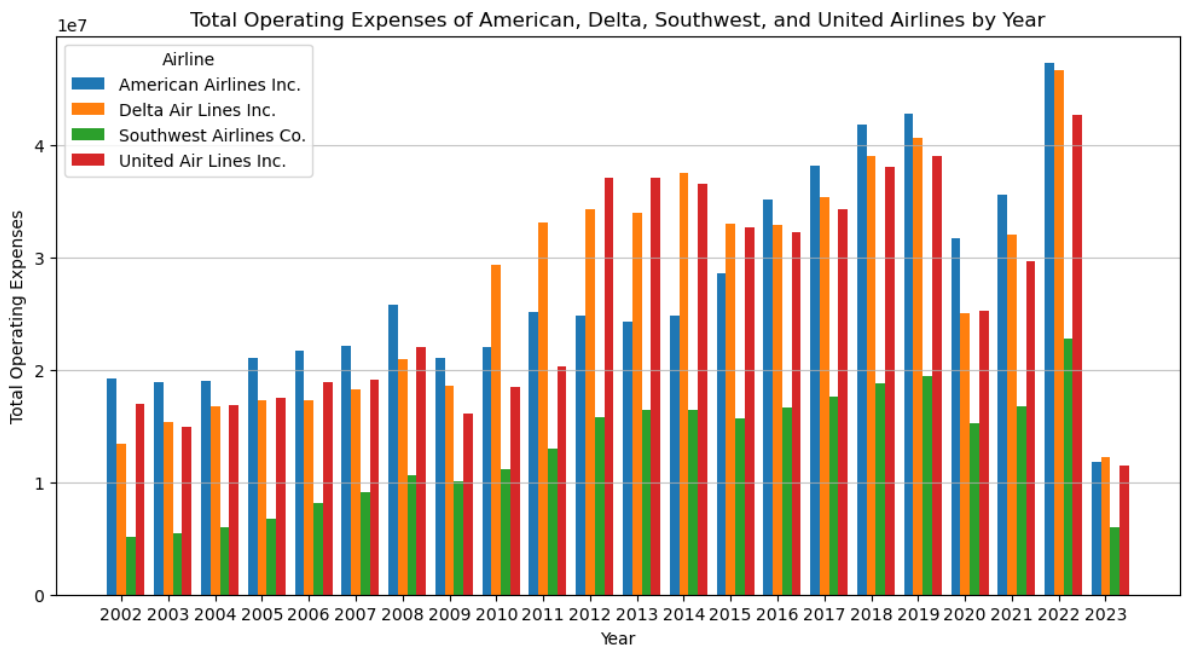 Total Operating Expenses of American, Delta, Southwest, and United Airlines by Year
1e7
Airline
American Airlines Inc.
Delta Air Lines Inc.
Southwest Airlines Co.
United Air Lines Inc.
4
3
2
1
0
Total Operating Expenses
2002 2003 2004 2005 2006 2007 2008 2009 2010 2011 2012 2013 2014 2015 2016 2017 2018 2019 2020 2021 2022 2023
Year